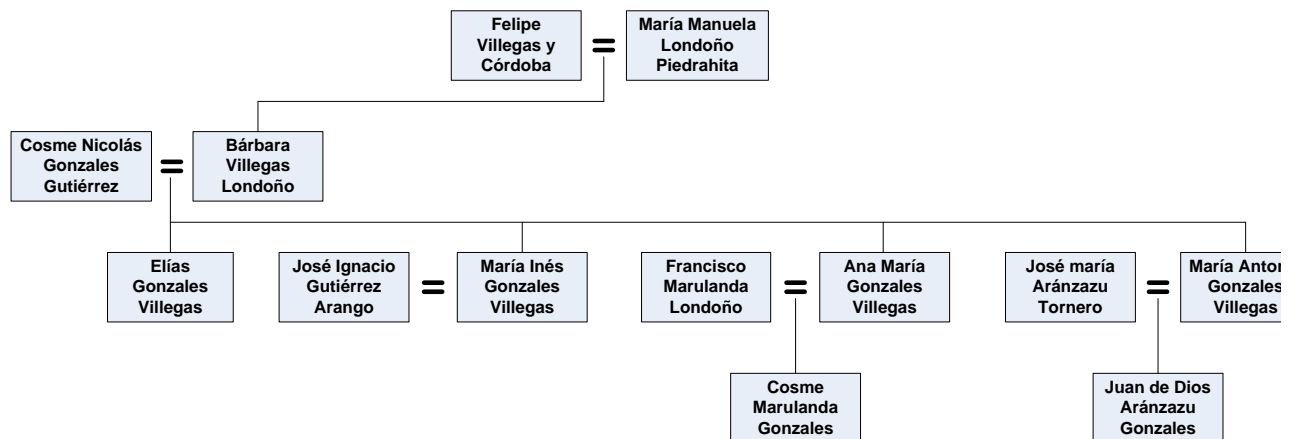 Felipe
Villegas y
Córdoba
=
María Manuela
Londoño
Piedrahita
Cosme Nicolás
Gonzales
Gutiérrez
=
Bárbara
Villegas
Londoño
Elías
Gonzales
Villegas
José Ignacio
Gutiérrez
Arango
=
María Inés
Gonzales
Villegas
Francisco
Marulanda
Londoño
=
Ana María
Gonzales
Villegas
José maría
Aránzazu
Tornero
=
María
Gonzales
Villegas
Cosme
Marulanda
Gonzales
Juan de Dios
Aránzazu
Gonzales